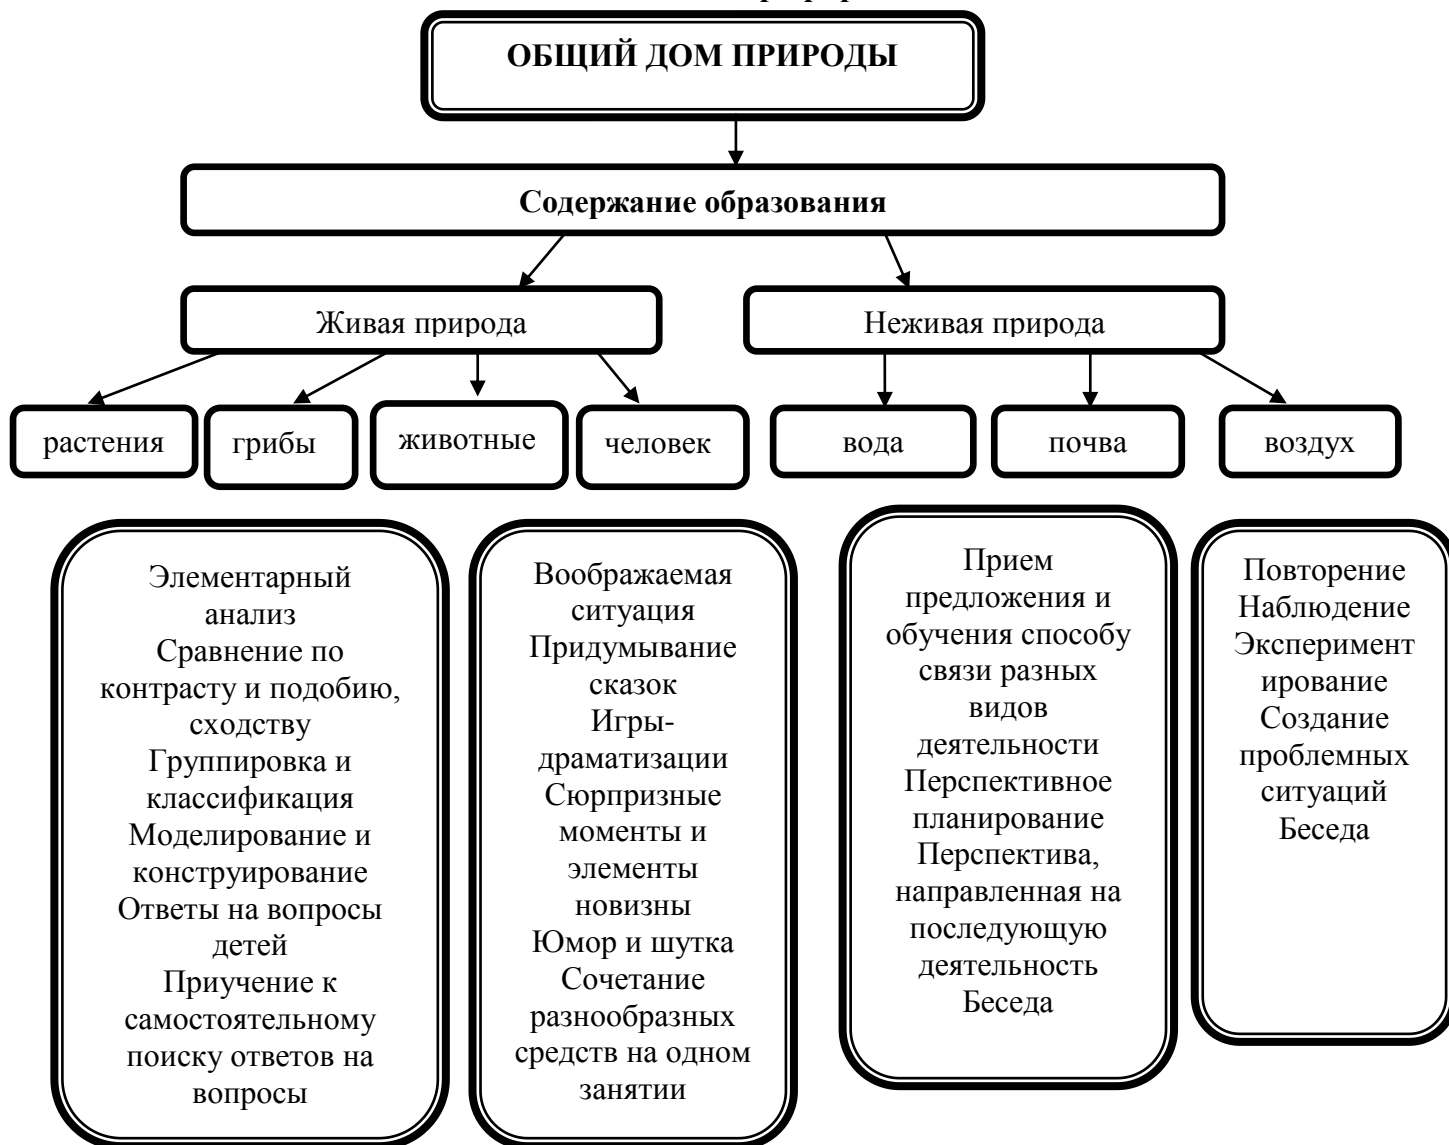 ОБЩИЙ ДОМ ПРИРОДЫ
Содержание образования
Живая природа
Неживая природа
растения
грибы
животные
человек
вода
почва
воздух
Элементарный
анализ
Сравнение по
контрасту и подобию,
сходству
Группировка и
классификация
Моделирование и
конструирование
Ответы на вопросы
детей
Приучение к
самостоятельному
поиску ответов на
вопросы
Воображаемая
ситуация
Придумывание
сказок
Игры-
драматизации
Сюрпризные
моменты и
элементы
новизны
Юмор и шутка
Сочетание
разнообразных
средств на одном
занятии
Прием
предложения и
обучения способу
связи разных
видов
деятельности
Перспективное
планирование
Перспектива,
направленная на
последующую
деятельность
Беседа
Повторение
Наблюдение
Эксперимент
ирование
Создание
проблемных
ситуаций
Беседа